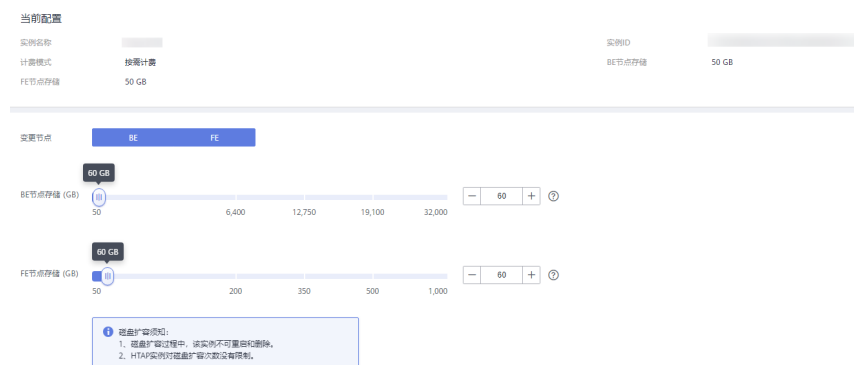 当前配置
实例名称
实例ID
计费模式 按需计费
BE节点存储 50 GB
FE节点存储 50 GB
变更节点 BE FE
60 GB
BE节点存储 (GB) 60
50 6,400 12,750 19,100 32,000
60 GB
FE节点存储 (GB) 60
50 200 350 500 1,000
磁盘扩容须知:
1、磁盘扩容过程中，该实例不可重启和删除。
2、HTAP实例对磁盘扩容次数没有限制。